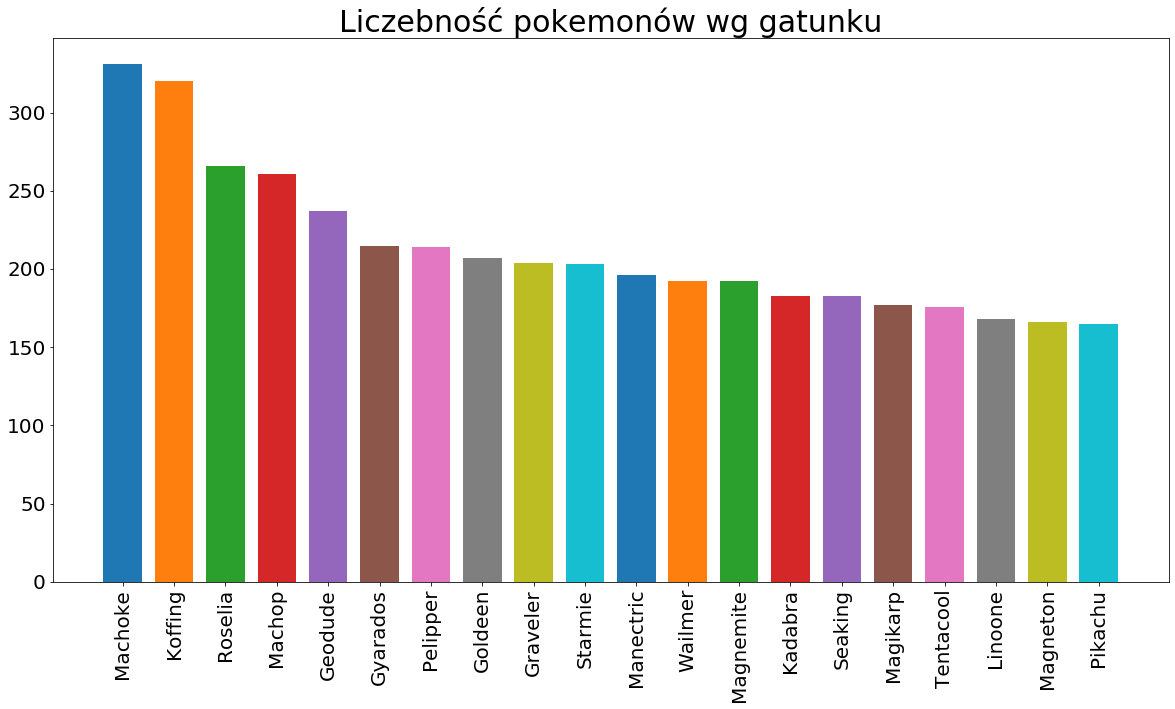 Liczebność pokemonów wg gatunku
300
250
200
150
100
50
0
Machoke
Koffing
Roselia
Machop
Geodude
Gyarados
Pelipper
Goldeen
Graveler
Starmie
Manectric
Wailmer
Magnemite
Kadabra
Seaking
Magikarp
Tentacool
Linoone
Magneton
Pikachu